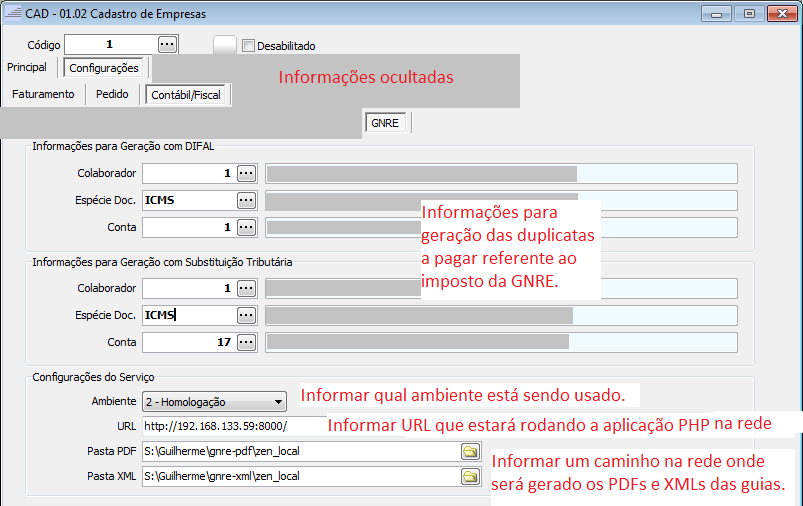 CAD - 01.02 Cadastro de Empresas
Código 1 ... Desabilitado
Principal Configurações
Informações ocultadas
Faturamento Pedido Contábil/Fiscal
GNRE
Informações para Geração com DIFAL
Colaborador 1 ...
Espécie Doc. ICMS ...
Conta 1 ...
Informações para
geração das duplicatas
a pagar referente ao
imposto da GNRE.
Informações para Geração com Substituição Tributária
Colaborador 1 ...
Espécie Doc. ICMS ...
Conta 17 ...
Configurações do Serviço
Ambiente 2 - Homologação Informar qual ambiente está sendo usado.
URL http://192.168.133.59:8000/ Informar URL que estará rodando a aplicação PHP na rede
Pasta PDF S:\Guilherme\gnre-pdf\zen_local
Pasta XML S:\Guilherme\gnre-xml\zen_local
Informar um caminho na rede onde
será gerado os PDFs e XMLs das guias.